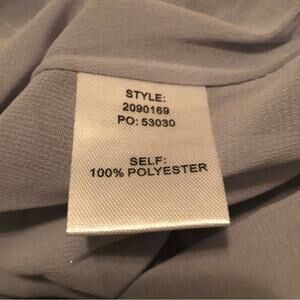 STYLE:
2090169
PO: 53030
SELF:
100% POLYESTER